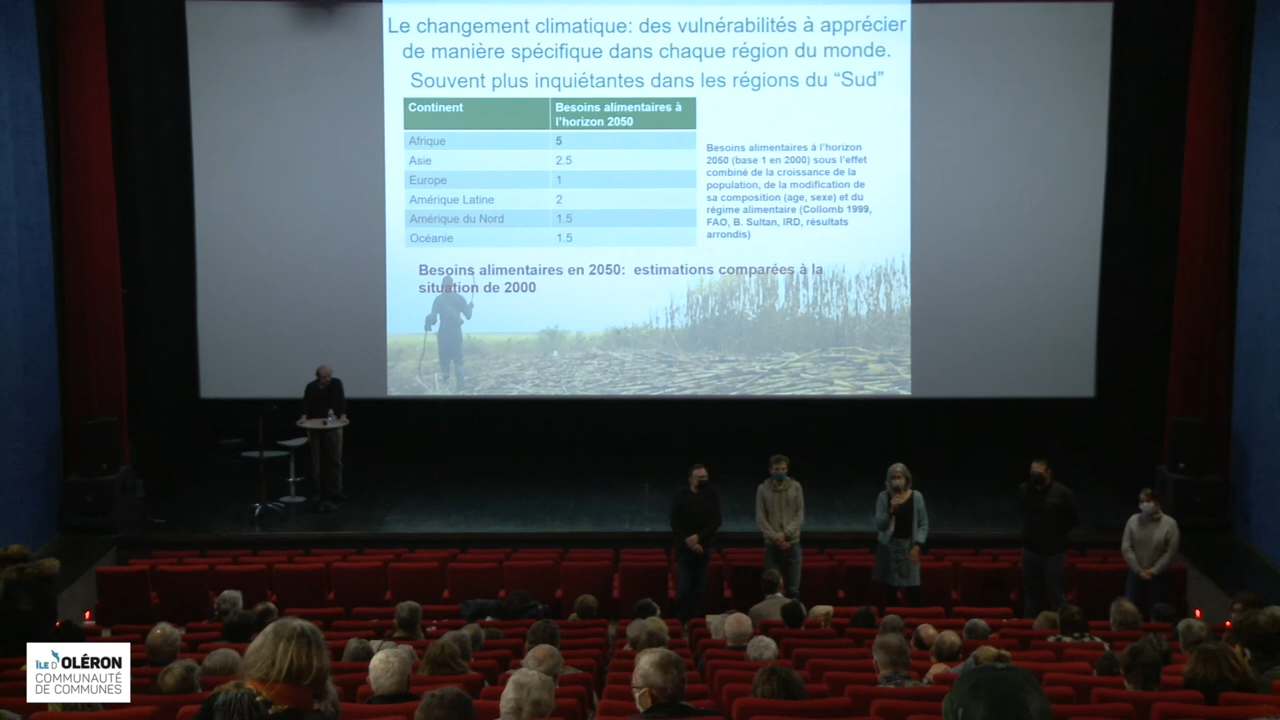 Le changement climatique: des vulnérabilités à apprécier
de manière spécifique dans chaque région du monde.
Souvent plus inquiétantes dans les régions du “Sud”
Continent Besoins alimentaires à
l'horizon 2050
Afrique 5
Asie 2.5
Europe 1
Amérique Latine 2
Amérique du Nord 1.5
Océanie 1.5
Besoins alimentaires à l'horizon
2050 (base 1 en 2000) sous l'effet
combiné de la croissance de la
population, de la modification de
sa composition (age, sexe) et du
régime alimentaire (Collomb 1999,
FAO, B. Sultan, IRD, résultats
arrondis)
Besoins alimentaires en 2050: estimations comparées à la
situation de 2000
ÎLE D'OLÉRON
COMMUNAUTÉ
DE COMMUNES